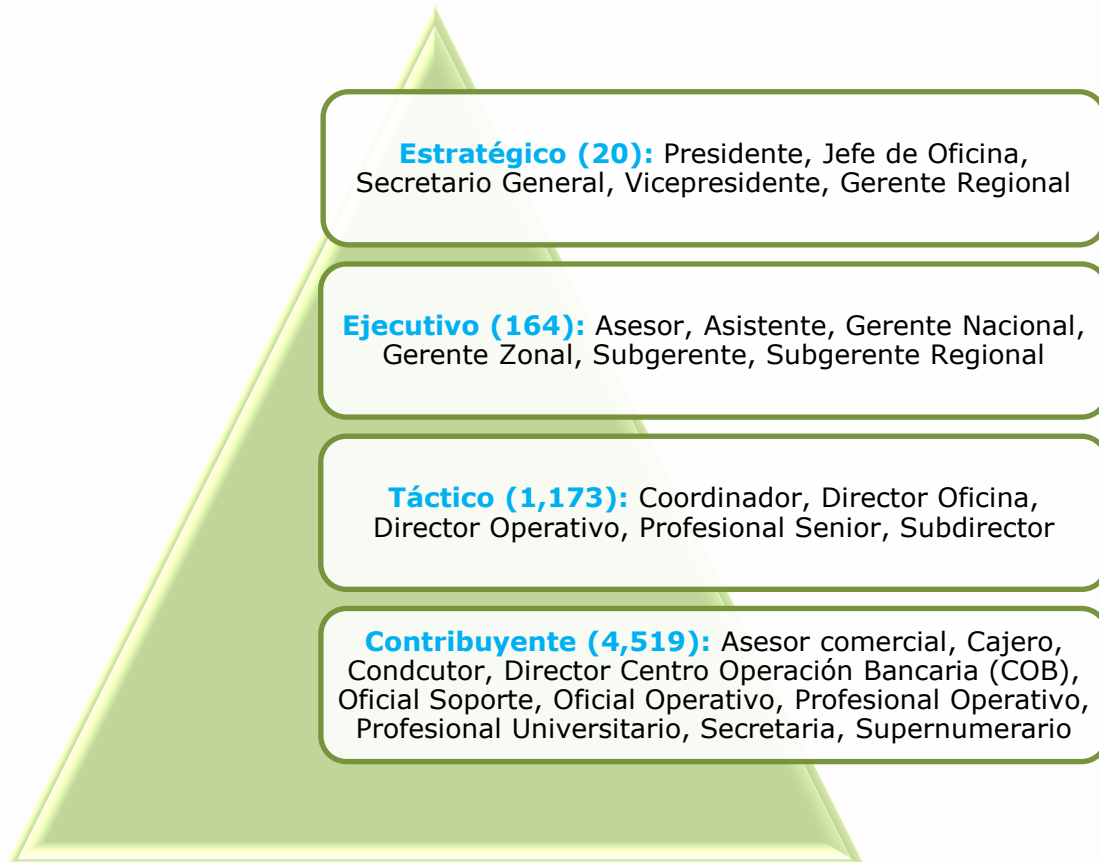 Estratégico (20): Presidente, Jefe de Oficina,
Secretario General, Vicepresidente, Gerente Regional
Ejecutivo (164): Asesor, Asistente, Gerente Nacional,
Gerente Zonal, Subgerente, Subgerente Regional
Táctico (1,173): Coordinador, Director Oficina,
Director Operativo, Profesional Senior, Subdirector
Contribuyente (4,519): Asesor comercial, Cajero,
Condcutor, Director Centro Operación Bancaria (COB),
Oficial Soporte, Oficial Operativo, Profesional Operativo,
Profesional Universitario, Secretaria, Supernumerario